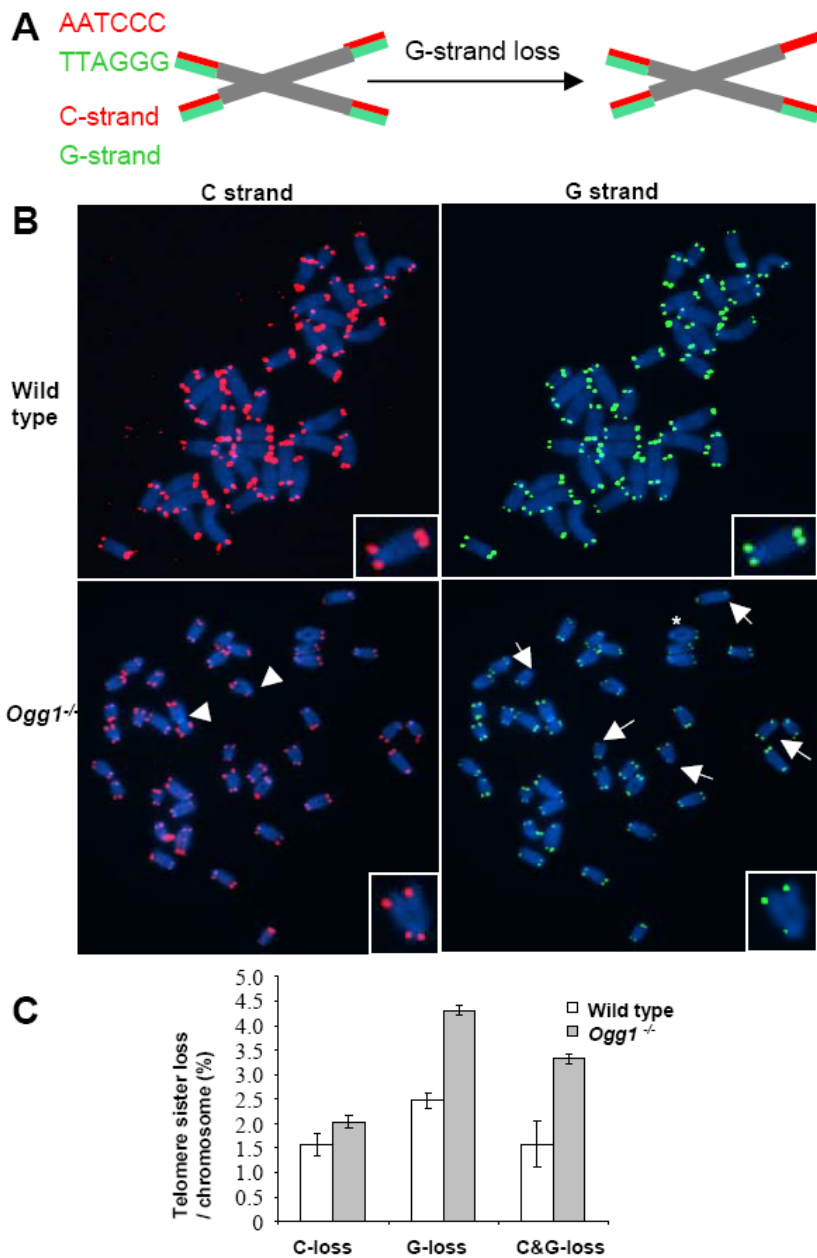 A
AATCCC
TTAGGG
C-strand
G-strand
G-strand loss
B
C strand
G strand
Wild
type
*
Ogg1-/-
C
Telomere sister loss
/ chromosome (%)
5.0
4.5
4.0
3.5
3.0
2.5
2.0
1.5
1.0
0.5
0
Wild type
Ogg1 -/-
C-loss
G-loss
C&G-loss